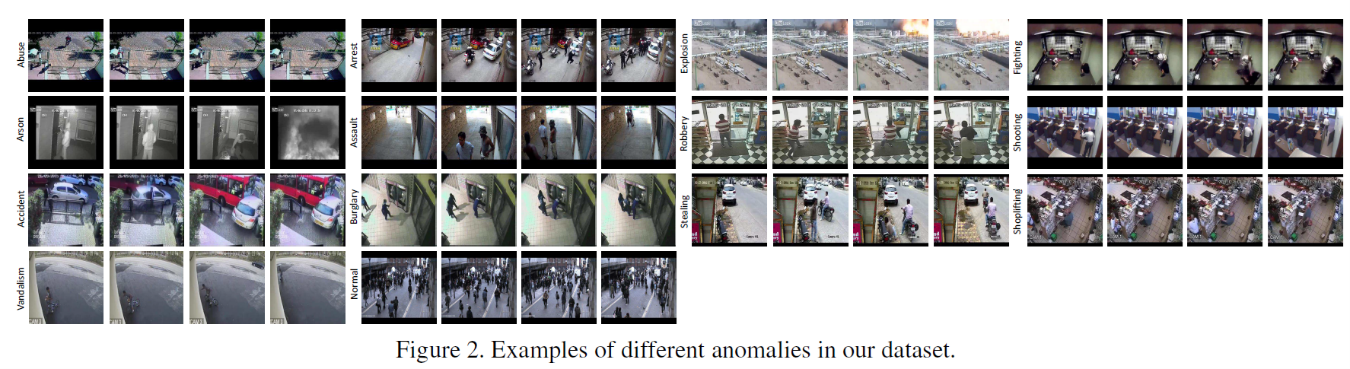 Abuse
Arrest
Explosion
Fighting
Arson
Assault
Robbery
Shooting
Accident
Burglary
Stealing
Shoplifting
Vandalism
Normal
Figure 2. Examples of different anomalies in our dataset.